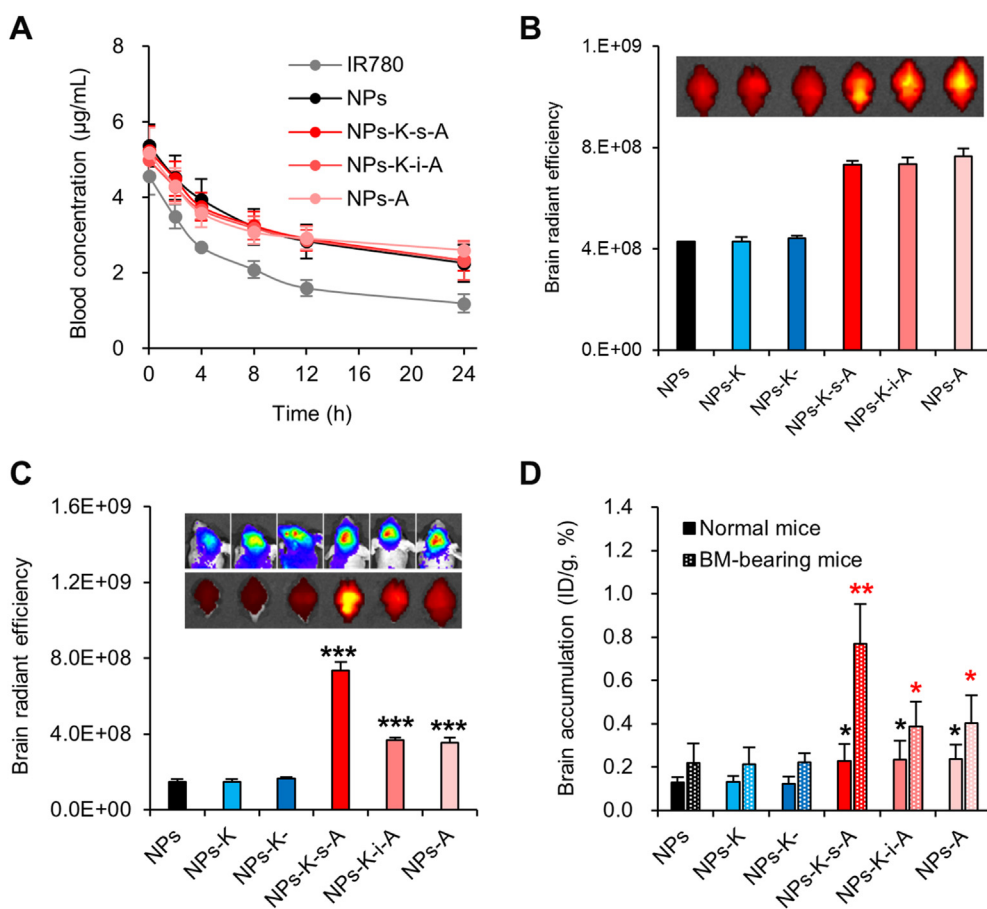 A
Blood concentration (µg/mL)
8
6
4
2
0
0 4 8 12 16 20 24
Time (h)
IR780
NPs
NPs-K-s-A
NPs-K-i-A
NPs-A
B
Brain radiant efficiency
1.E+09
8.E+08
4.E+08
0.E+00
NPs
NPs-K
NPs-K-
NPs-K-s-A
NPs-K-i-A
NPs-A
C
Brain radiant efficiency
1.6E+09
1.2E+09
8.0E+08
4.0E+08
0.0E+00
***
***
***
NPs
NPs-K
NPs-K-
NPs-K-s-A
NPs-K-i-A
NPs-A
D
Brain accumulation (ID/g, %)
1.4
1.2
1.0
0.8
0.6
0.4
0.2
0.0
Normal mice
BM-bearing mice
*
**
*
*
*
*
NPs
NPs-K
NPs-K-
NPs-K-s-A
NPs-K-i-A
NPs-A